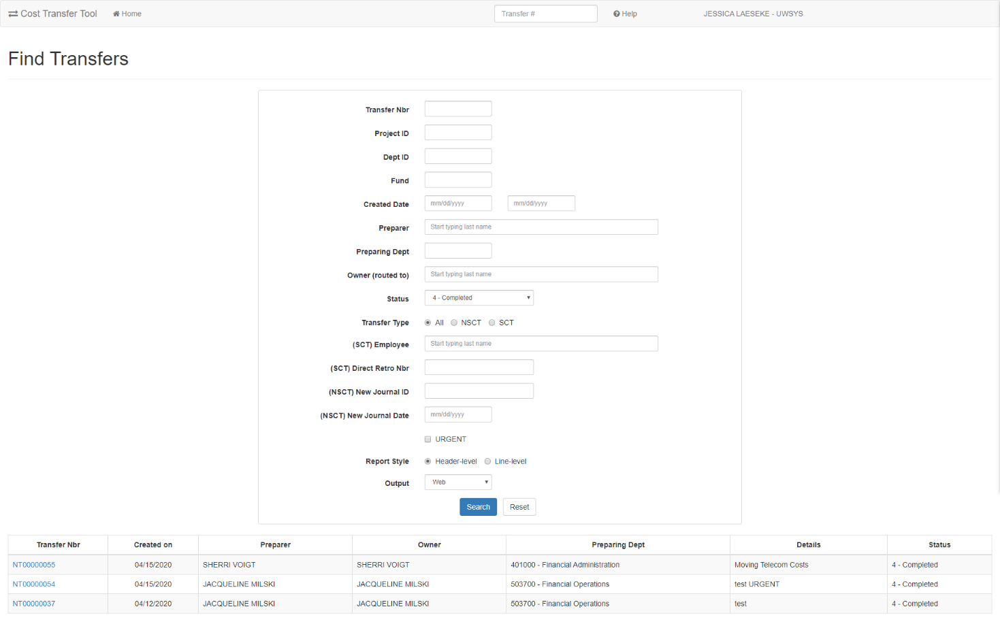 Cost Transfer Tool Home Transfer # Help JESSICA LAESEKE - UWSYS
Find Transfers
Transfer Nbr
Project ID
Dept ID
Fund
Created Date mm/dd/yyyy mm/dd/yyyy
Preparer Start typing last name
Preparing Dept
Owner (routed to) Start typing last name
Status 4 - Completed
Transfer Type All NSCT SCT
(SCT) Employee Start typing last name
(SCT) Direct Retro Nbr
(NSCT) New Journal ID
(NSCT) New Journal Date mm/dd/yyyy
URGENT
Report Style Header-level Line-level
Output Web
Search Reset
Transfer Nbr Created on Preparer Owner Preparing Dept Details Status
NT00000055 04/15/2020 SHERRI VOIGT SHERRI VOIGT 401000 - Financial Administration Moving Telecom Costs 4 - Completed
NT00000054 04/15/2020 JACQUELINE MILSKI JACQUELINE MILSKI 503700 - Financial Operations test URGENT 4 - Completed
NT00000037 04/12/2020 JACQUELINE MILSKI JACQUELINE MILSKI 503700 - Financial Operations test 4 - Completed